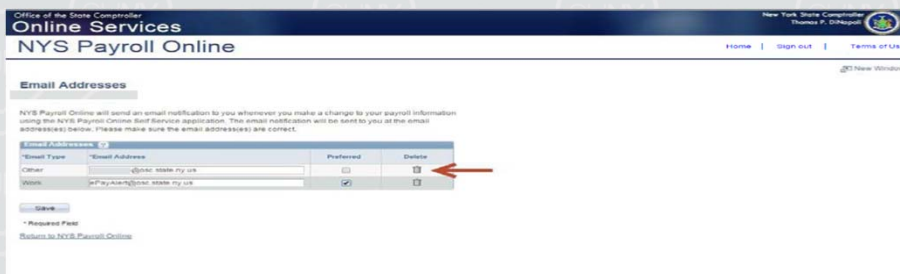 Office of the State Comptroller
Online Services
New York State Comptroller
Thomas P. DiNapoli
NYS Payroll Online
Home | Sign out | Terms of Us
New Window
Email Addresses
NYS Payroll Online will send an email notification to you whenever you make a change to your payroll information
using the NYS Payroll Online Self Service application. The email notification will be sent to you at the email
address(es) below. Please make sure the email address(es) are correct.
Email Addresses
*Email Type *Email Address Preferred Delete
Other @osc.state.ny.us
Work ePayAlert@osc.state.ny.us
Save
* Required Field
Return to NYS Payroll Online